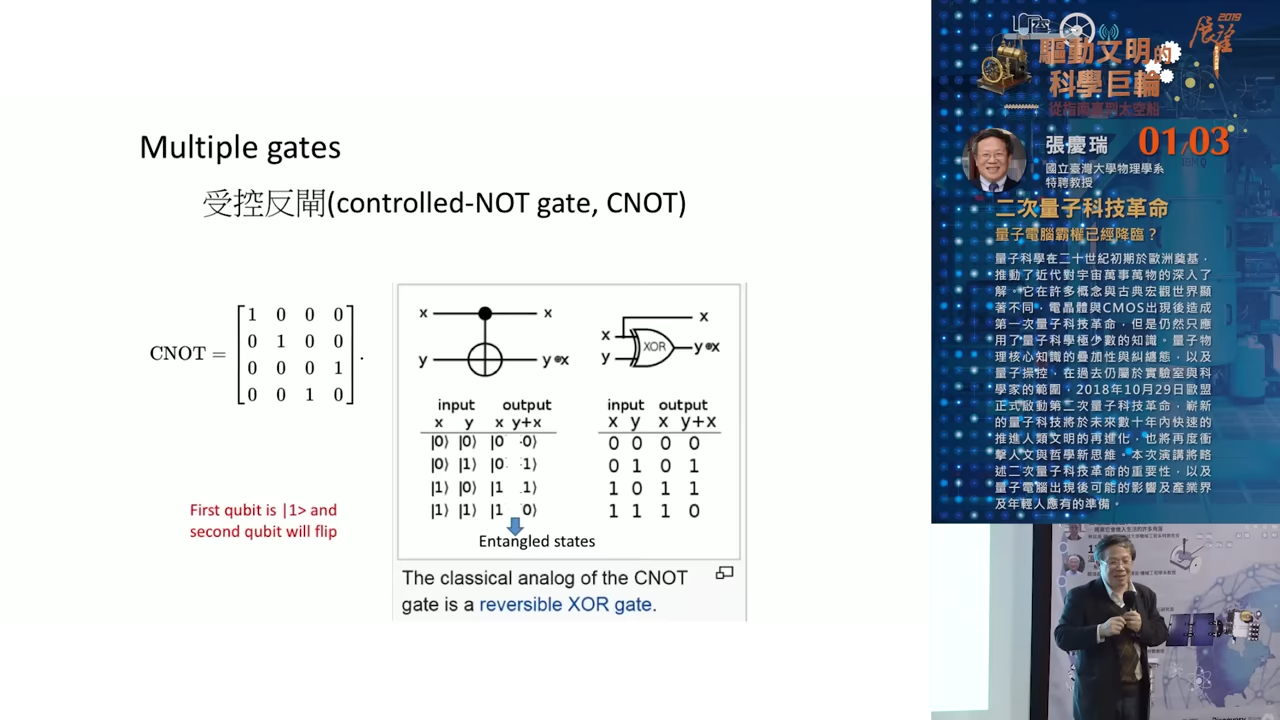 Multiple gates
受控反閘(controlled-NOT gate, CNOT)
CNOT =
1 0 0 0
0 1 0 0
0 0 0 1
0 0 1 0
.
First qubit is |1> and
second qubit will flip
x x
y y⊕x
x x
y XOR y⊕x
input output
x y x y+x
|0⟩ |0⟩ |0 0⟩
|0⟩ |1⟩ |0 1⟩
|1⟩ |0⟩ |1 1⟩
|1⟩ |1⟩ |1 0⟩
Entangled states
input output
x y x y+x
0 0 0 0
0 1 0 1
1 0 1 1
1 1 1 0
The classical analog of the CNOT
gate is a reversible XOR gate.
2019
展望
驅動文明的
科學巨輪
從指南車到太空船
01/03
張慶瑞
國立臺灣大學物理學系
特聘教授
二次量子科技革命
量子電腦霸權已經降臨？
量子科學在二十世紀初期於歐洲奠基，
推動了近代對宇宙萬事萬物的深入了
解。它在許多概念與古典宏觀世界顯
著不同，電晶體與CMOS出現後造成
第一次量子科技革命，但是仍然只應
用了量子科學極少數的知識。量子物
理核心知識的疊加性與糾纏態，以及
量子操控，在過去仍屬於實驗室與科
學家的範圍，2018年10月29日歐盟
正式啟動第二次量子科技革命，嶄新
的量子科技將於未來數十年內快速的
推進人類文明的再進化，也將再度衝
擊人文與哲學新思維。本次演講將略
述二次量子科技革命的重要性，以及
量子電腦出現後可能的影響及產業界
及年輕人應有的準備。